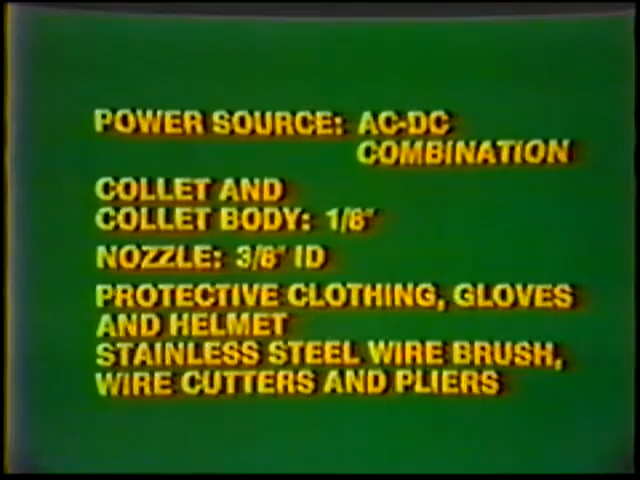 POWER SOURCE: AC-DC
COMBINATION
COLLET AND
COLLET BODY: 1/8"
NOZZLE: 3/8" ID
PROTECTIVE CLOTHING, GLOVES
AND HELMET
STAINLESS STEEL WIRE BRUSH,
WIRE CUTTERS AND PLIERS